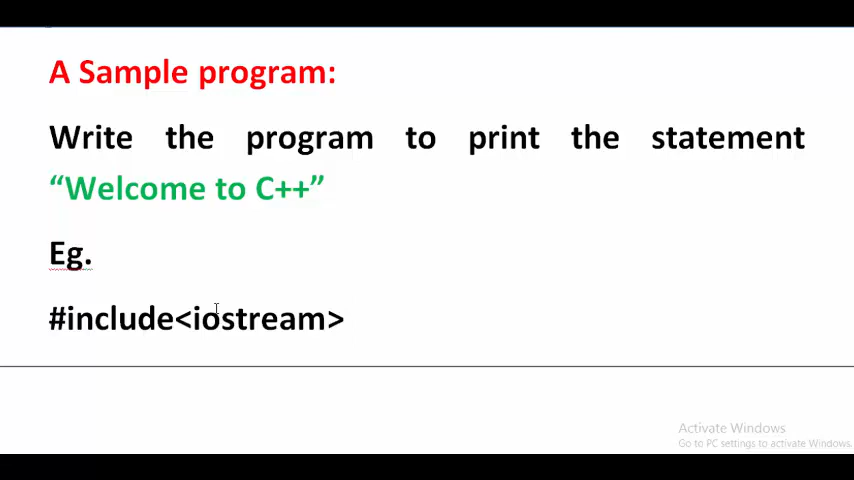 A Sample program:
Write the program to print the statement
“Welcome to C++”
Eg.
#include<iostream>
Activate Windows
Go to PC settings to activate Windows.